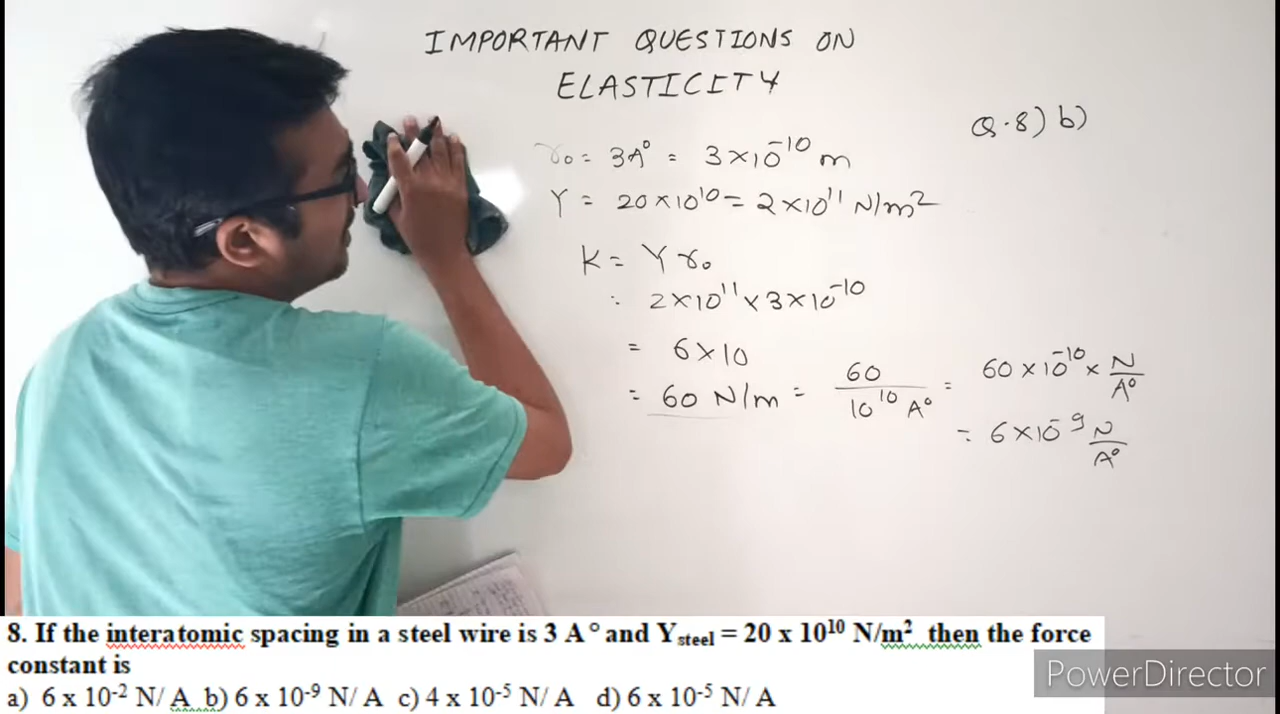 IMPORTANT QUESTIONS ON
ELASTICITY
Q.8) b)
r₀ = 3A° = 3×10⁻¹⁰ m
Y = 20×10¹⁰ = 2×10¹¹ N/m²
K = Y r₀
: 2×10¹¹ × 3×10⁻¹⁰
= 6×10
= 60 N/m = 60 / 10¹⁰ A° = 60×10⁻¹⁰ × N/A°
= 6×10⁻⁹ N/A°
8. If the interatomic spacing in a steel wire is 3 A° and Y steel = 20 x 10¹⁰ N/m² then the force
constant is
a) 6 x 10⁻² N/ A b) 6 x 10⁻⁹ N/ A c) 4 x 10⁻⁵ N/ A d) 6 x 10⁻⁵ N/ A
PowerDirector